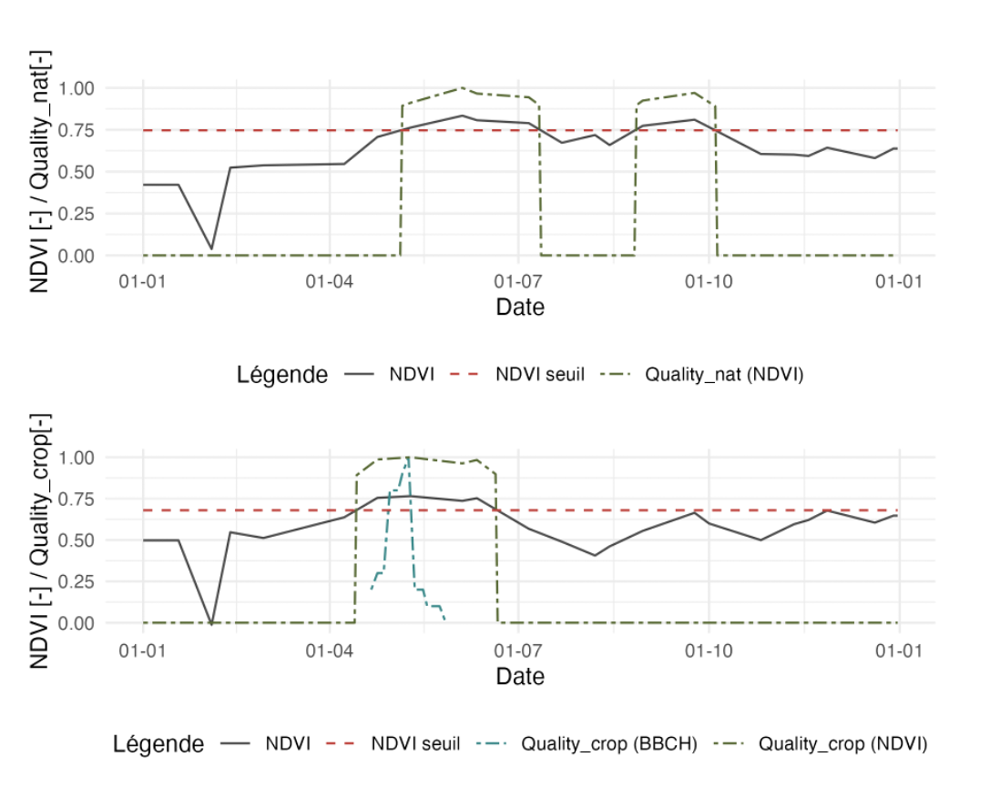 NDVI [-] / Quality_nat[-]
1.00
0.75
0.50
0.25
0.00
01-01 01-04 01-07 01-10 01-01
Date
Légende NDVI NDVI seuil Quality_nat (NDVI)
NDVI [-] / Quality_crop[-]
1.00
0.75
0.50
0.25
0.00
01-01 01-04 01-07 01-10 01-01
Date
Légende NDVI NDVI seuil Quality_crop (BBCH) Quality_crop (NDVI)